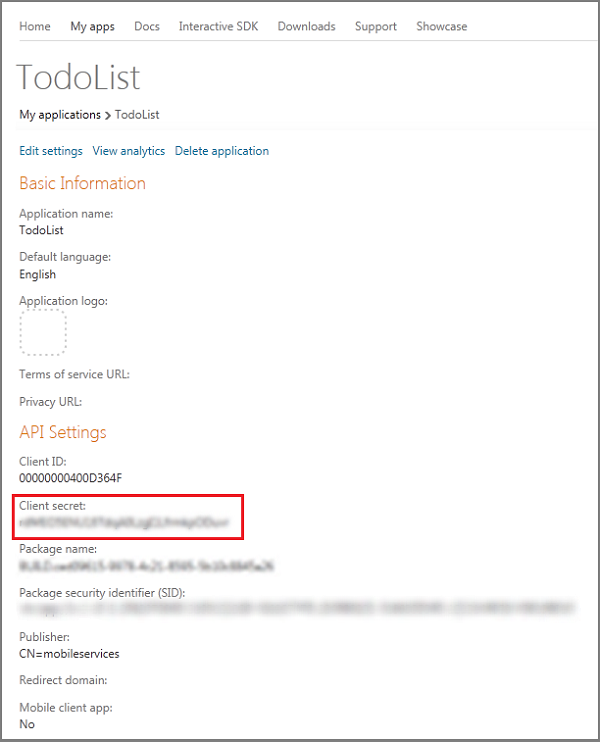 Home My apps Docs Interactive SDK Downloads Support Showcase
TodoList
My applications > TodoList
Edit settings View analytics Delete application
Basic Information
Application name:
TodoList
Default language:
English
Application logo:
Terms of service URL:
Privacy URL:
API Settings
Client ID:
00000000400D364F
Client secret:
Package name:
Package security identifier (SID):
Publisher:
CN=mobileservices
Redirect domain:
Mobile client app:
No